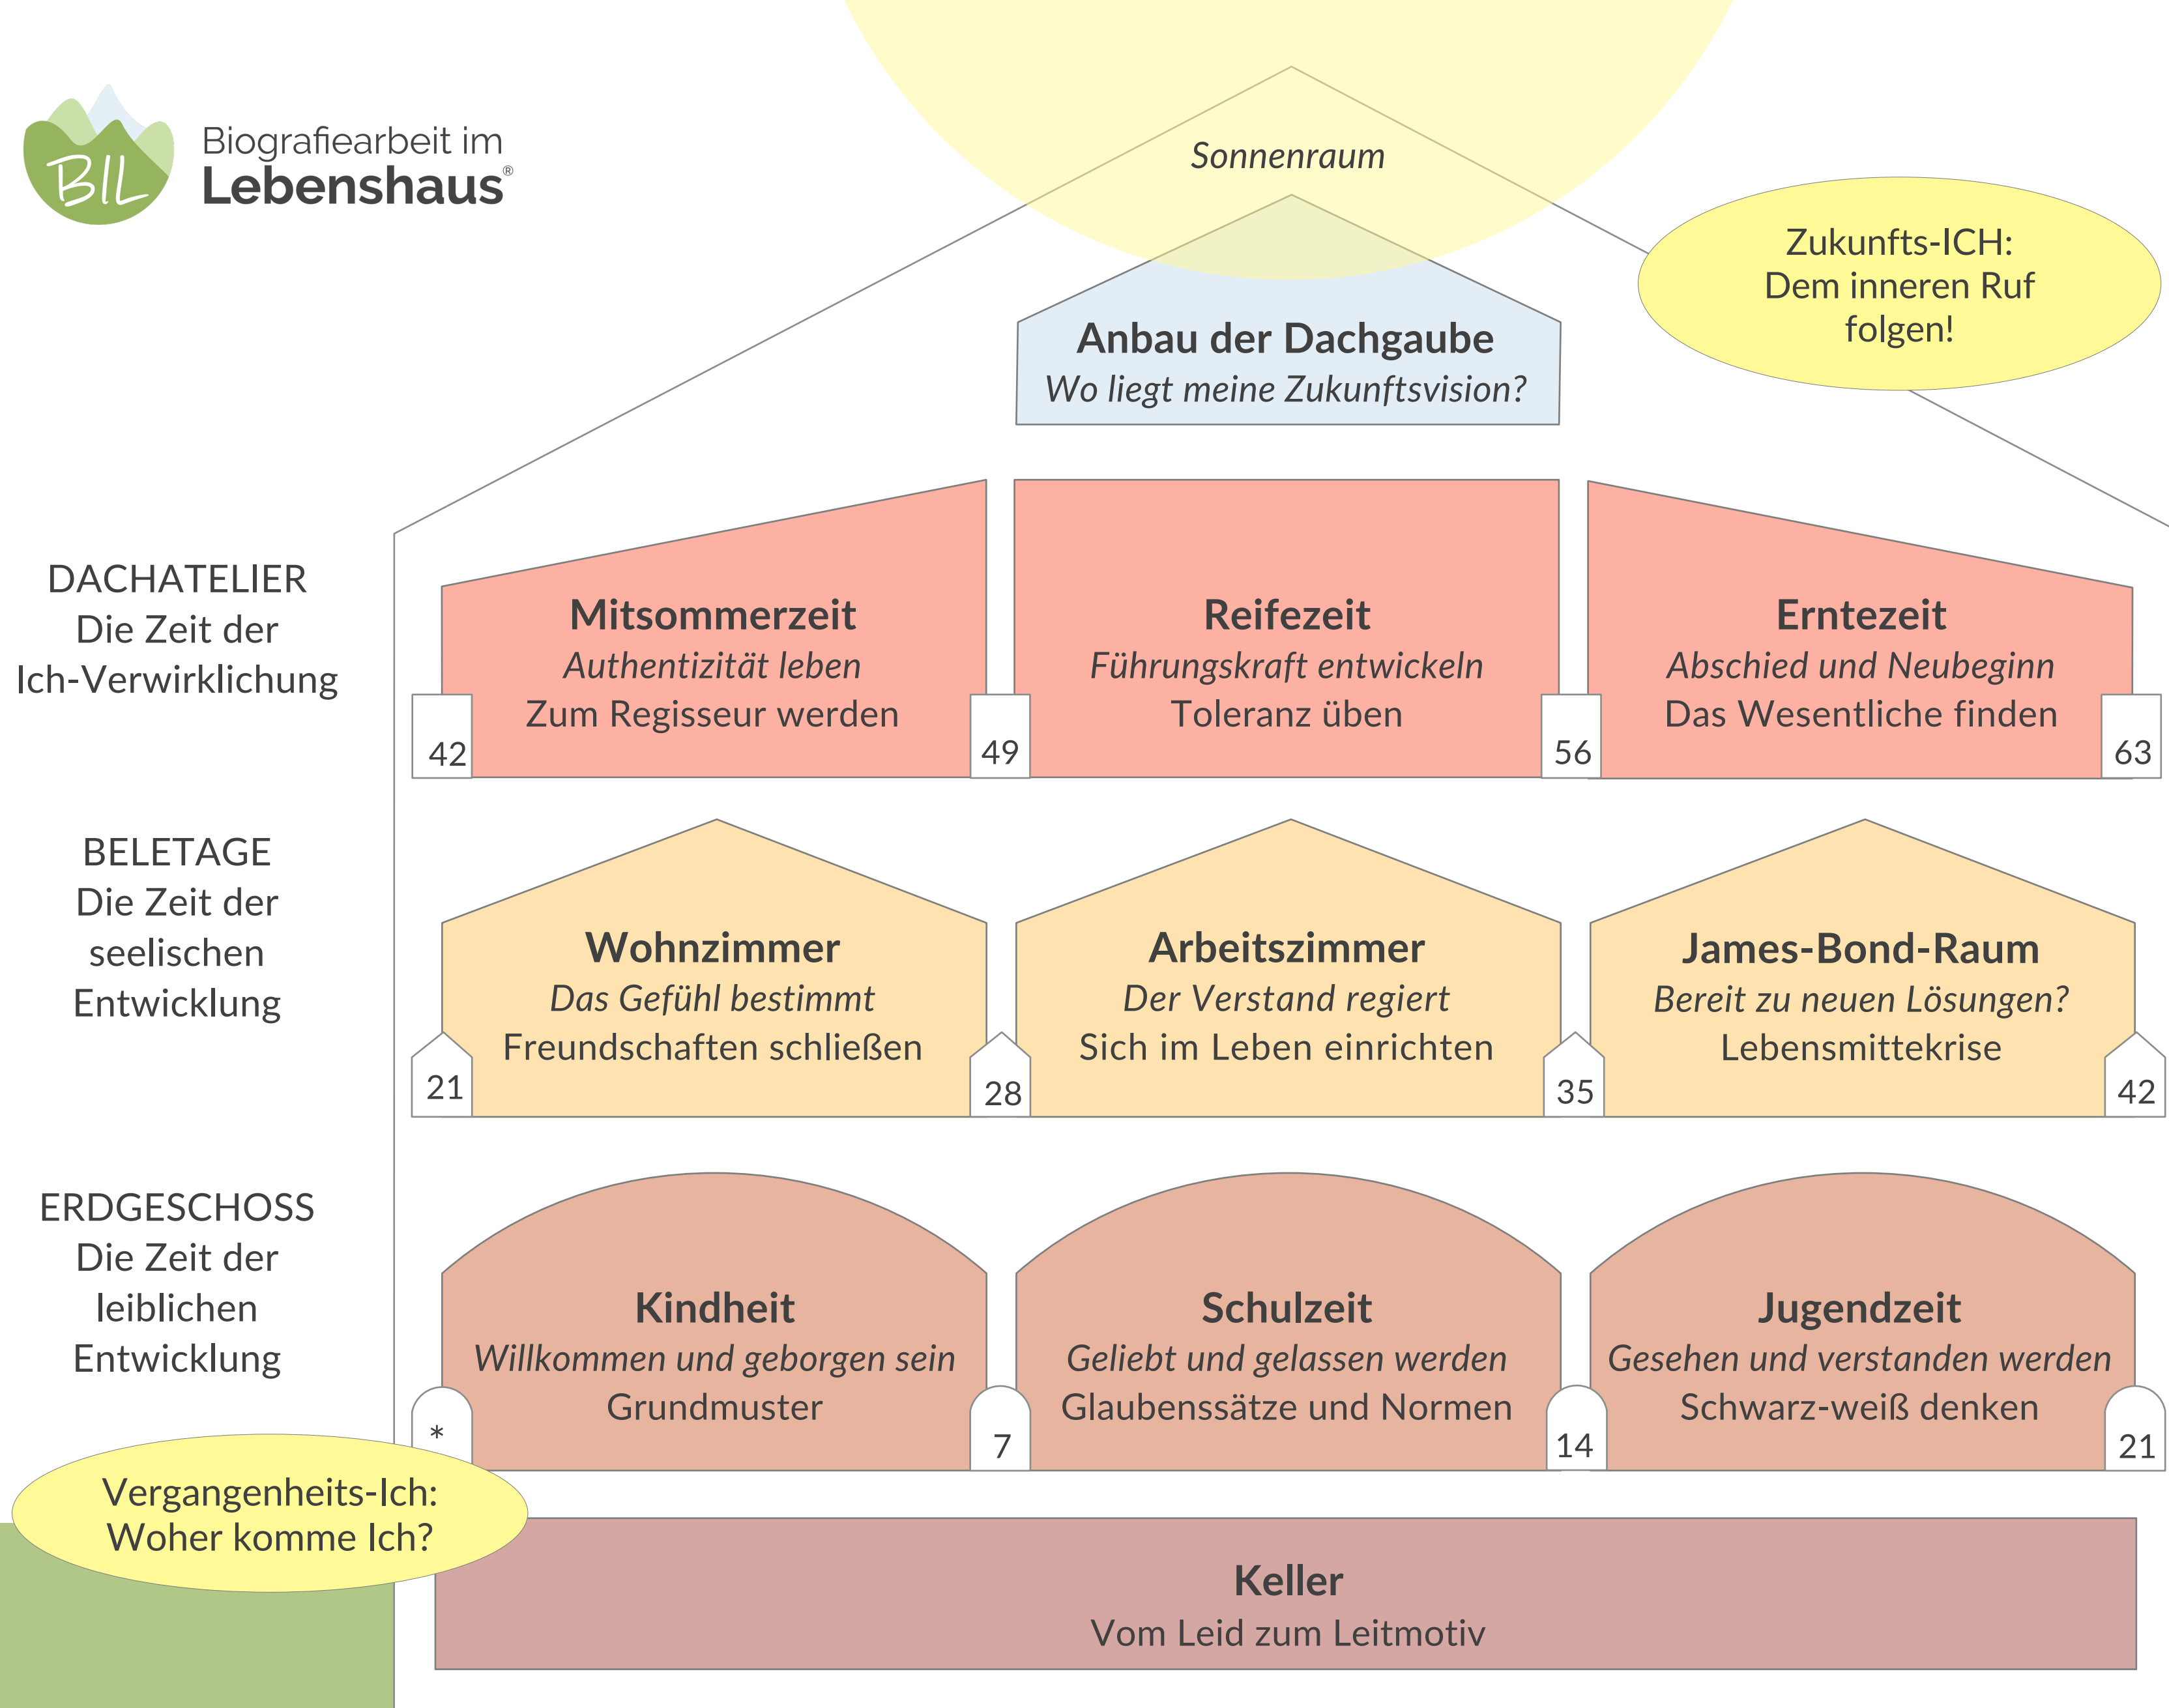 BIL
Biografiearbeit im
Lebenshaus®
Sonnenraum
Zukunfts-ICH:
Dem inneren Ruf
folgen!
Anbau der Dachgaube
Wo liegt meine Zukunftsvision?
DACHATELIER
Die Zeit der
Ich-Verwirklichung
Mitsommerzeit
Authentizität leben
Zum Regisseur werden
Reifezeit
Führungskraft entwickeln
Toleranz üben
Erntezeit
Abschied und Neubeginn
Das Wesentliche finden
42
49
56
63
BELETAGE
Die Zeit der
seelischen
Entwicklung
Wohnzimmer
Das Gefühl bestimmt
Freundschaften schließen
Arbeitszimmer
Der Verstand regiert
Sich im Leben einrichten
James-Bond-Raum
Bereit zu neuen Lösungen?
Lebensmittekrise
21
28
35
42
ERDGESCHOSS
Die Zeit der
leiblichen
Entwicklung
Kindheit
Willkommen und geborgen sein
Grundmuster
Schulzeit
Geliebt und gelassen werden
Glaubenssätze und Normen
Jugendzeit
Gesehen und verstanden werden
Schwarz-weiß denken
*
7
14
21
Vergangenheits-Ich:
Woher komme Ich?
Keller
Vom Leid zum Leitmotiv